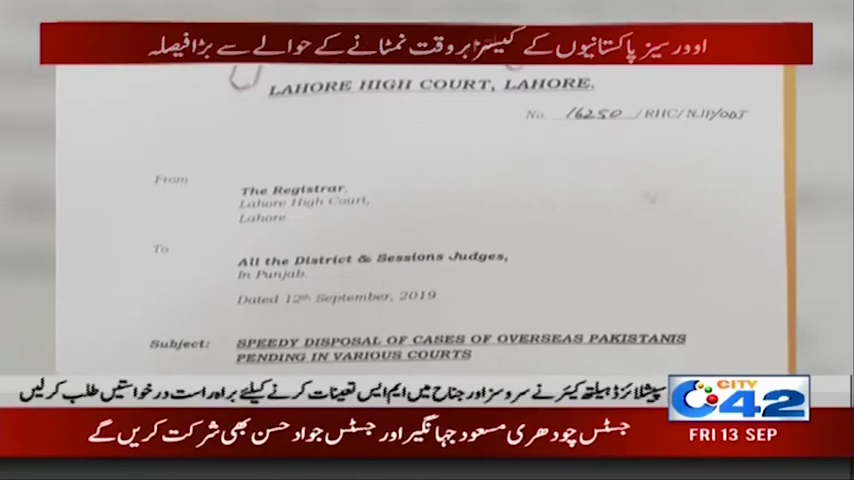 اوورسیز پاکستانیوں کے کیسز بروقت نمٹانے کے حوالے سے بڑا فیصلہ
LAHORE HIGH COURT, LAHORE.
No. 16250 /RHC/NJP/ODJ
From
The Registrar,
Lahore High Court,
Lahore.
To
All the District & Sessions Judges,
In Punjab.
Dated 12th September, 2019
Subject: SPEEDY DISPOSAL OF CASES OF OVERSEAS PAKISTANIS
PENDING IN VARIOUS COURTS
سپیشلائزڈ ہیلتھ کیئر نے سروسز اور جناح میں ایم ایس تعینات کرنے کیلئے براہ راست درخواستیں طلب کر لیں
CITY
42
جسٹس چودھری مسعود جہانگیر اور جسٹس جواد حسن بھی شرکت کریں گے
FRI 13 SEP